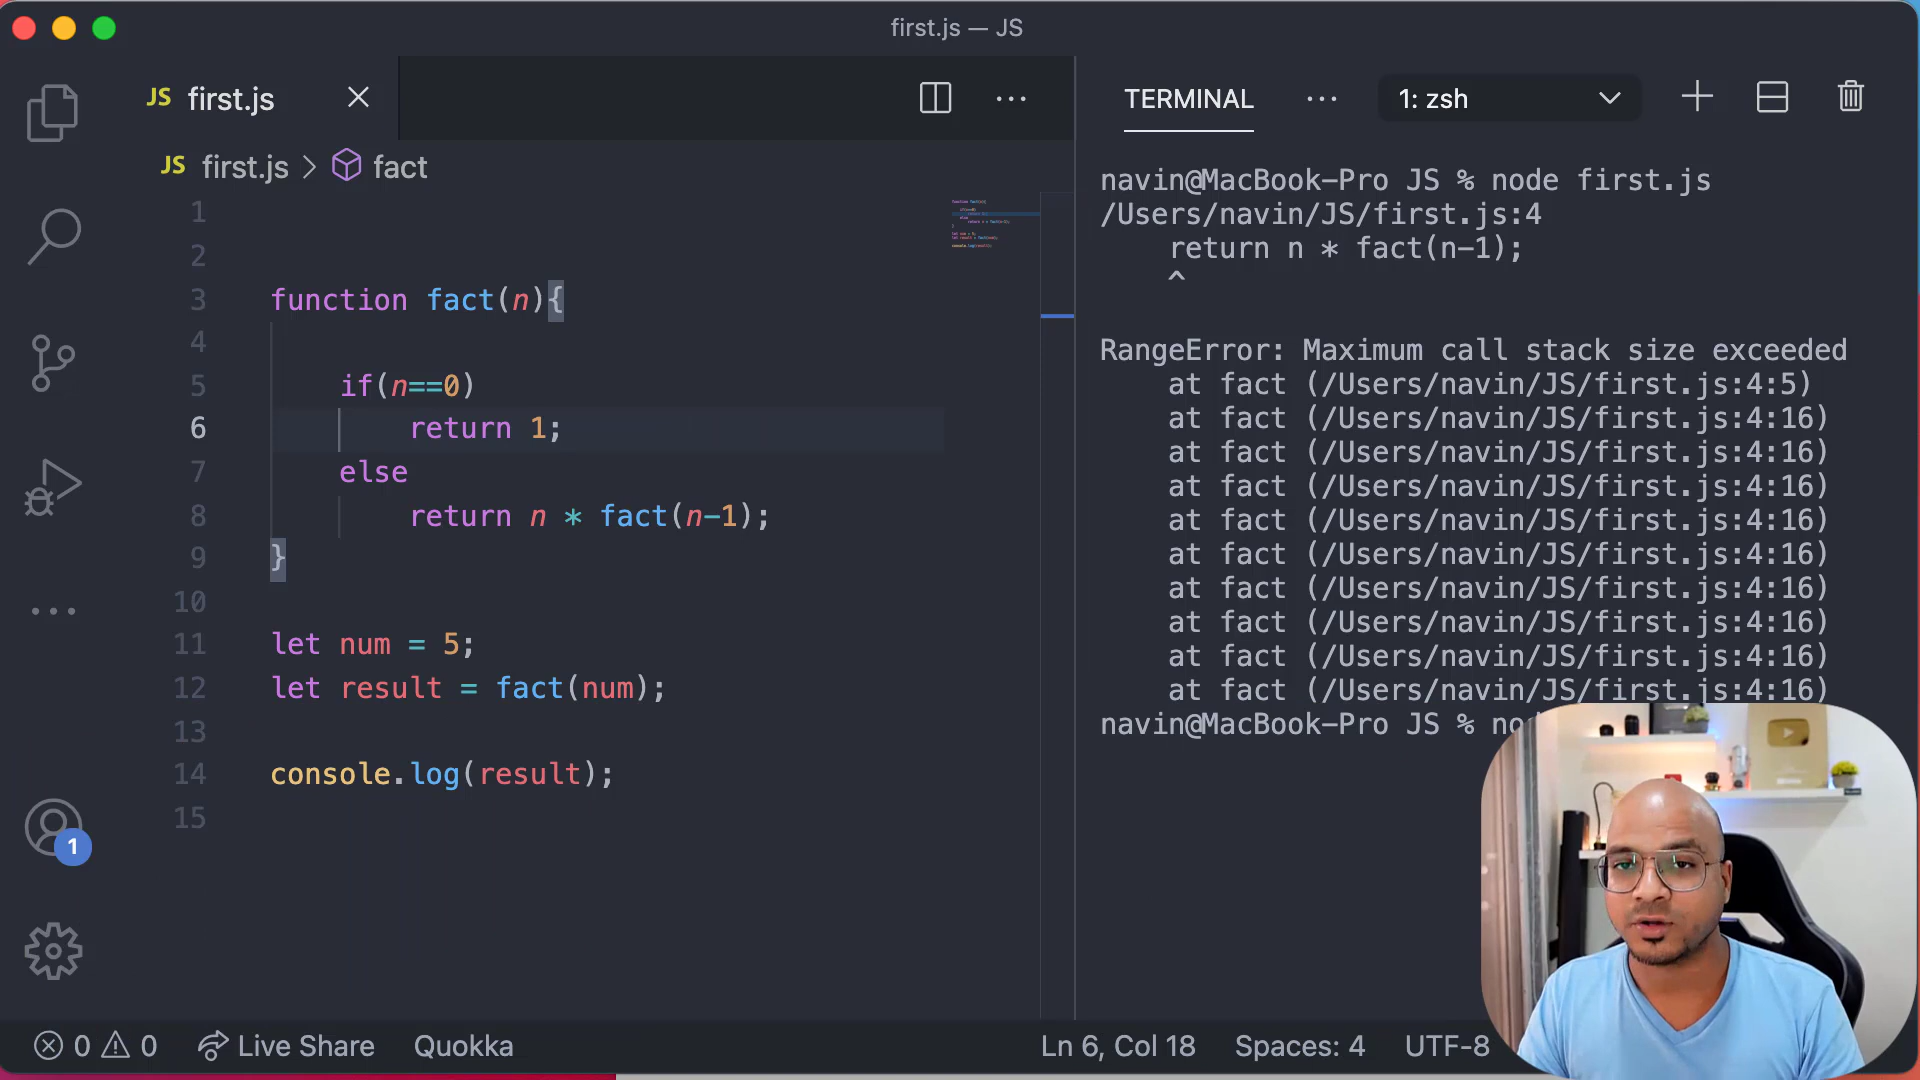 first.js — JS
JS first.js
TERMINAL
1: zsh
JS first.js > fact
1
2
3 function fact(n){
4
5 if(n==0)
6 return 1;
7 else
8 return n * fact(n-1);
9 }
10
11 let num = 5;
12 let result = fact(num);
13
14 console.log(result);
15
navin@MacBook-Pro JS % node first.js
/Users/navin/JS/first.js:4
return n * fact(n-1);
^
RangeError: Maximum call stack size exceeded
at fact (/Users/navin/JS/first.js:4:5)
at fact (/Users/navin/JS/first.js:4:16)
at fact (/Users/navin/JS/first.js:4:16)
at fact (/Users/navin/JS/first.js:4:16)
at fact (/Users/navin/JS/first.js:4:16)
at fact (/Users/navin/JS/first.js:4:16)
at fact (/Users/navin/JS/first.js:4:16)
at fact (/Users/navin/JS/first.js:4:16)
at fact (/Users/navin/JS/first.js:4:16)
at fact (/Users/navin/JS/first.js:4:16)
navin@MacBook-Pro JS %
1
0 0 Live Share Quokka
Ln 6, Col 18 Spaces: 4 UTF-8